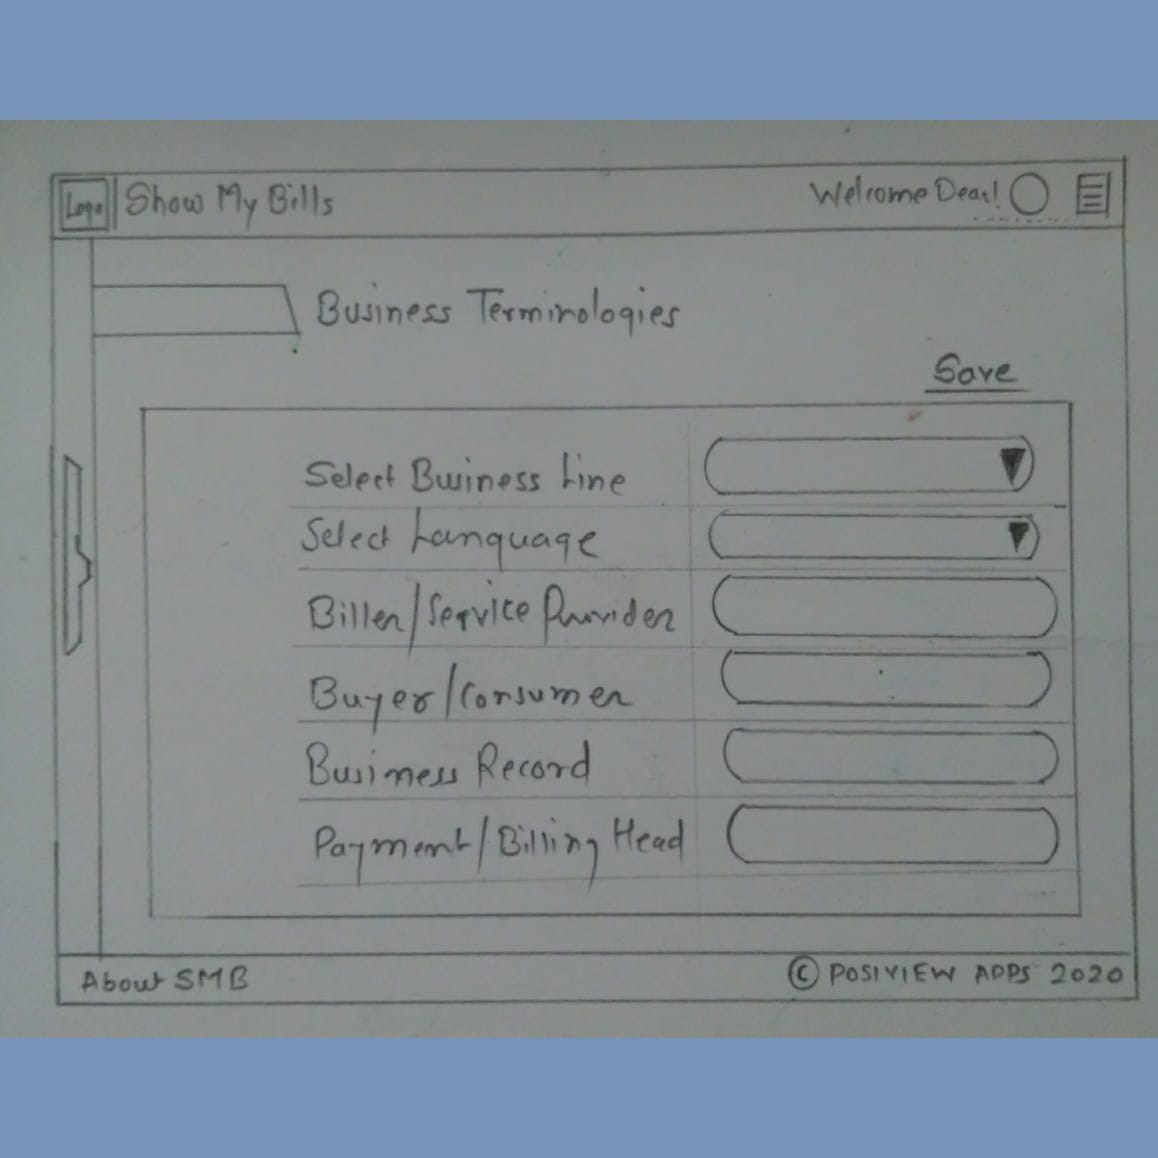 Logo Show My Bills Welcome Dear!
Business Terminologies
Save
Select Business Line
Select Language
Biller/Service Provider
Buyer/Consumer
Business Record
Payment/Billing Head
About SMB © POSIVIEW APPS 2020